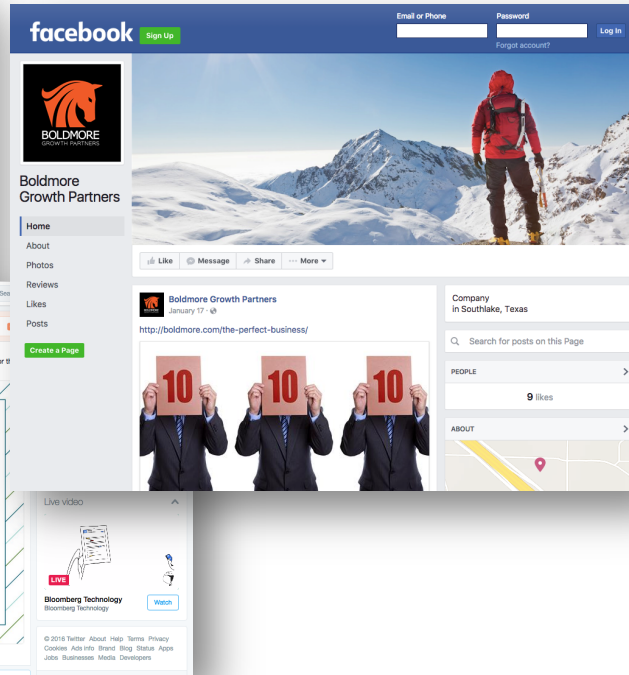 facebook
Sign Up
Email or Phone
Password
Log In
Forgot account?
BOLDMORE
GROWTH PARTNERS
Boldmore
Growth Partners
Home
About
Photos
Reviews
Likes
Posts
Create a Page
Like
Message
Share
More
Boldmore Growth Partners
January 17
http://boldmore.com/the-perfect-business/
10
10
10
Company
in Southlake, Texas
Search for posts on this Page
PEOPLE
9 likes
ABOUT
Live video
LIVE
Bloomberg Technology
Bloomberg Technology
Watch
© 2016 Twitter About Help Terms Privacy
Cookies Ads info Brand Blog Status Apps
Jobs Businesses Media Developers